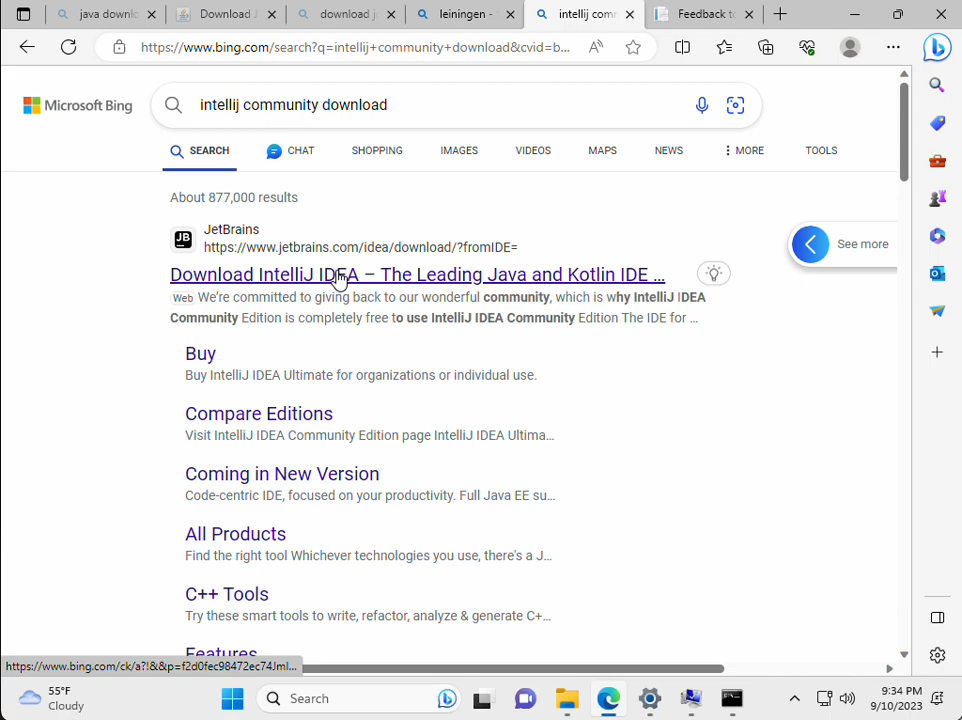 java downl
Download J
download j
leiningen -
intellij com
Feedback to
https://www.bing.com/search?q=intellij+community+download&cvid=b...
Microsoft Bing
intellij community download
SEARCH
CHAT
SHOPPING
IMAGES
VIDEOS
MAPS
NEWS
MORE
TOOLS
About 877,000 results
JB
JetBrains
https://www.jetbrains.com/idea/download/?fromIDE=
See more
Download IntelliJ IDEA – The Leading Java and Kotlin IDE ...
Web We're committed to giving back to our wonderful community, which is why IntelliJ IDEA
Community Edition is completely free to use IntelliJ IDEA Community Edition The IDE for ...
Buy
Buy IntelliJ IDEA Ultimate for organizations or individual use.
Compare Editions
Visit IntelliJ IDEA Community Edition page IntelliJ IDEA Ultima...
Coming in New Version
Code-centric IDE, focused on your productivity. Full Java EE su...
All Products
Find the right tool Whichever technologies you use, there's a J...
C++ Tools
Try these smart tools to write, refactor, analyze & generate C+...
Features
https://www.bing.com/ck/a?!&&p=f2d0fec98472ec74Jml...
55°F
Cloudy
Search
9:34 PM
9/10/2023